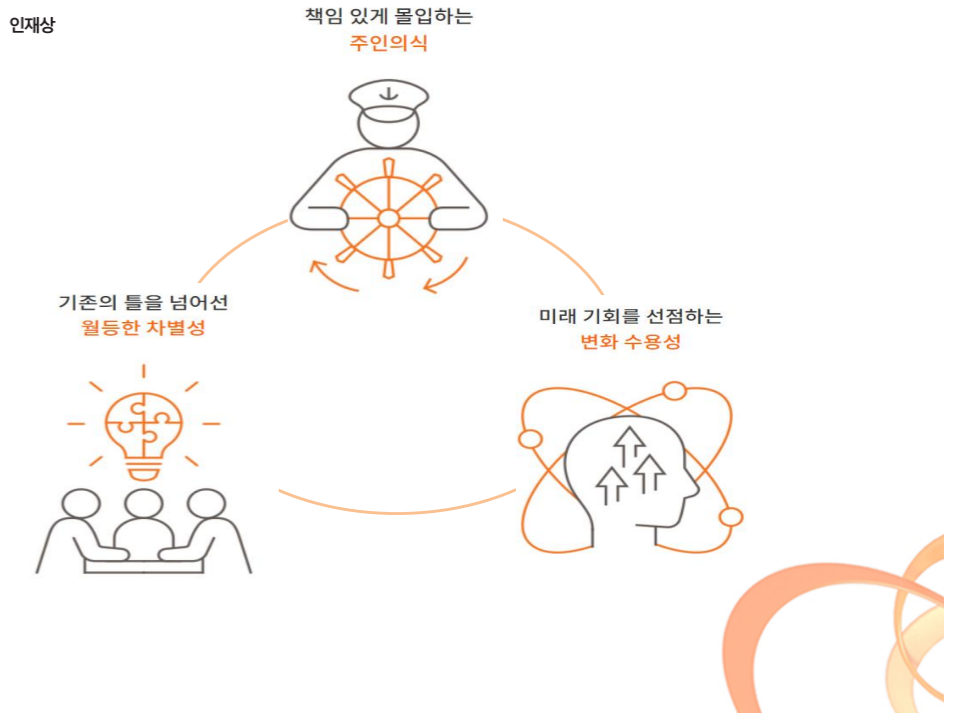 인재상
책임 있게 몰입하는
주인의식
기존의 틀을 넘어선
월등한 차별성
미래 기회를 선점하는
변화 수용성